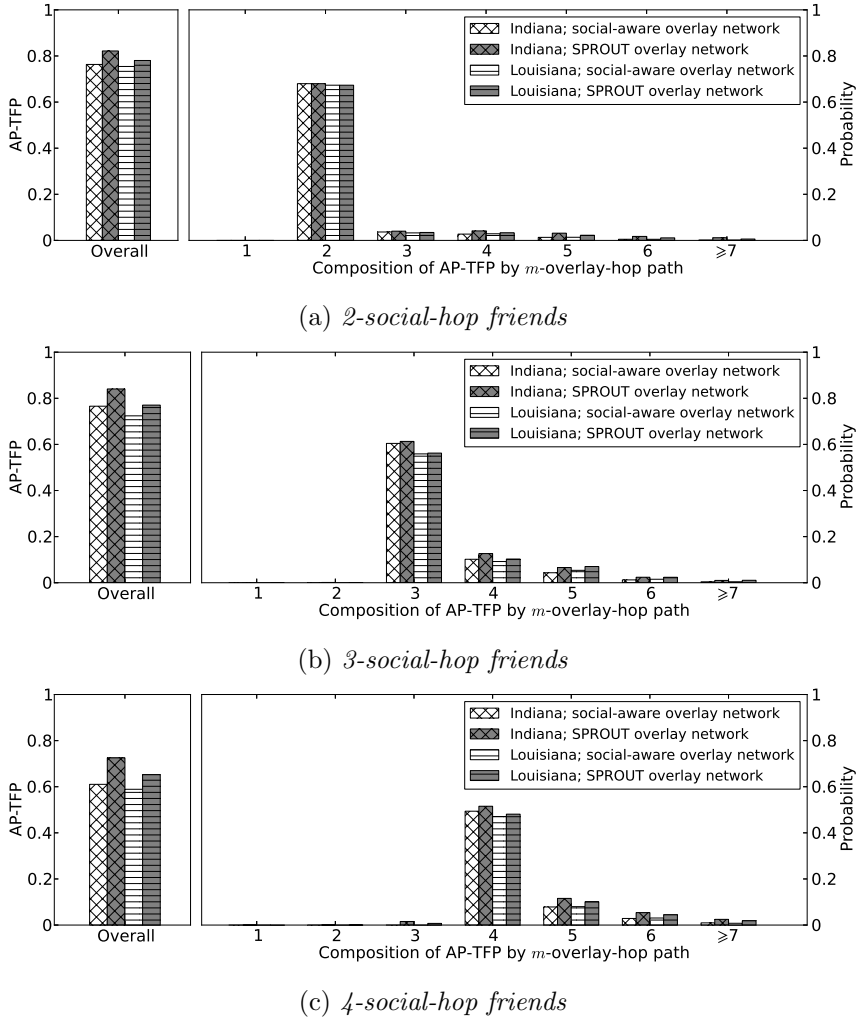 1
0.8
0.6
0.4
0.2
0
AP-TFP
Overall
Indiana; social-aware overlay network
Indiana; SPROUT overlay network
Louisiana; social-aware overlay network
Louisiana; SPROUT overlay network
1
0.8
0.6
0.4
0.2
0
Probability
1 2 3 4 5 6 ⩾7
Composition of AP-TFP by m-overlay-hop path
(a) 2-social-hop friends
1
0.8
0.6
0.4
0.2
0
AP-TFP
Overall
Indiana; social-aware overlay network
Indiana; SPROUT overlay network
Louisiana; social-aware overlay network
Louisiana; SPROUT overlay network
1
0.8
0.6
0.4
0.2
0
Probability
1 2 3 4 5 6 ⩾7
Composition of AP-TFP by m-overlay-hop path
(b) 3-social-hop friends
1
0.8
0.6
0.4
0.2
0
AP-TFP
Overall
Indiana; social-aware overlay network
Indiana; SPROUT overlay network
Louisiana; social-aware overlay network
Louisiana; SPROUT overlay network
1
0.8
0.6
0.4
0.2
0
Probability
1 2 3 4 5 6 ⩾7
Composition of AP-TFP by m-overlay-hop path
(c) 4-social-hop friends